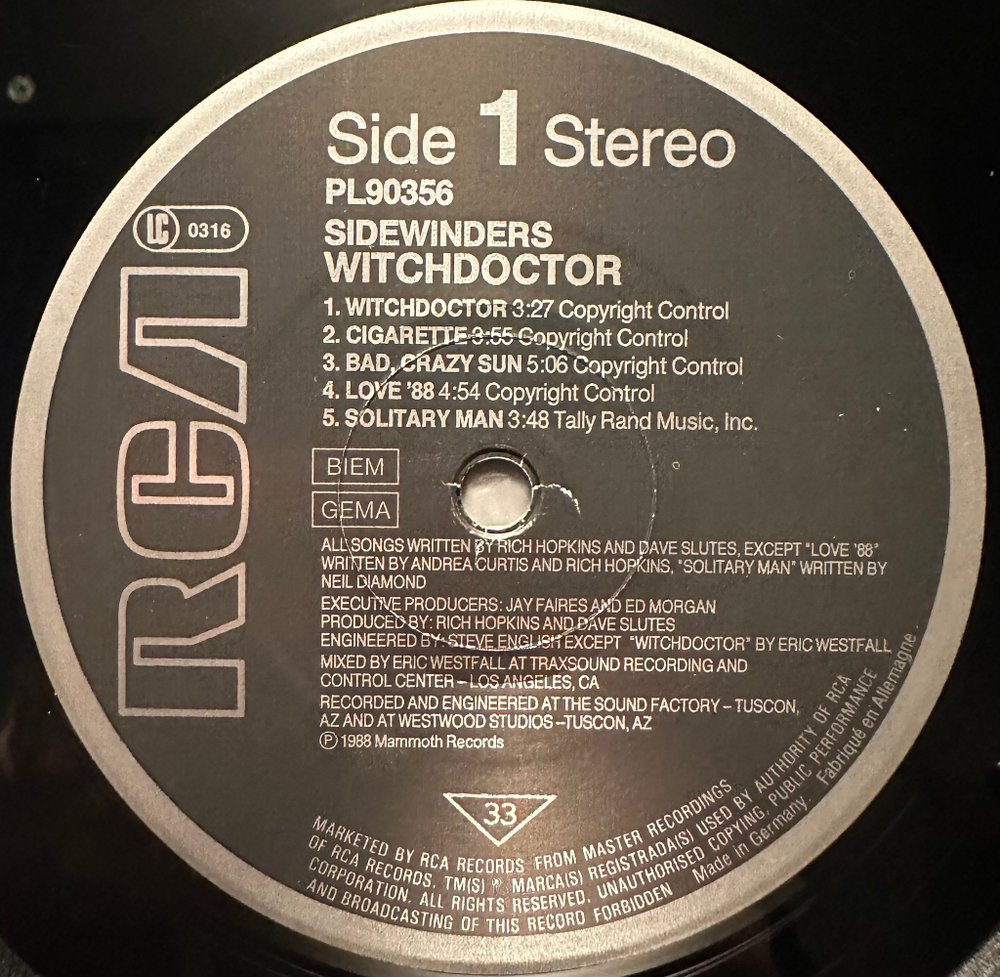 Side 1 Stereo
PL90356
LC 0316
SIDEWINDERS
WITCHDOCTOR
1. WITCHDOCTOR 3:27 Copyright Control
2. CIGARETTE 3:55 Copyright Control
3. BAD, CRAZY SUN 5:06 Copyright Control
4. LOVE '88 4:54 Copyright Control
5. SOLITARY MAN 3:48 Tally Rand Music, Inc.
RCA
BIEM
GEMA
ALL SONGS WRITTEN BY RICH HOPKINS AND DAVE SLUTES, EXCEPT "LOVE '88"
WRITTEN BY ANDREA CURTIS AND RICH HOPKINS, "SOLITARY MAN" WRITTEN BY
NEIL DIAMOND
EXECUTIVE PRODUCERS: JAY FAIRES AND ED MORGAN
PRODUCED BY: RICH HOPKINS AND DAVE SLUTES
ENGINEERED BY: STEVE ENGLISH EXCEPT "WITCHDOCTOR" BY ERIC WESTFALL
MIXED BY ERIC WESTFALL AT TRAXSOUND RECORDING AND
CONTROL CENTER – LOS ANGELES, CA
RECORDED AND ENGINEERED AT THE SOUND FACTORY – TUSCON,
AZ AND AT WESTWOOD STUDIOS –TUSCON, AZ
Ⓟ 1988 Mammoth Records
33
MARKETED BY RCA RECORDS FROM MASTER RECORDINGS
OF RCA RECORDS. TM(S) ® MARCA(S) REGISTRADA(S) USED BY AUTHORITY OF RCA
CORPORATION. ALL RIGHTS RESERVED. UNAUTHORISED COPYING, PUBLIC PERFORMANCE
AND BROADCASTING OF THIS RECORD FORBIDDEN Made in Germany. Fabriqué en Allemagne.